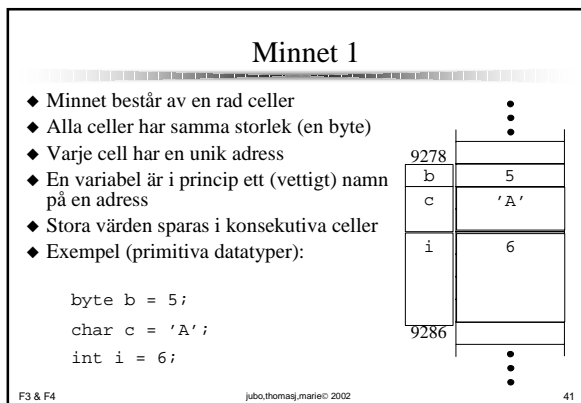 Minnet 1
◆ Minnet består av en rad celler
◆ Alla celler har samma storlek (en byte)
◆ Varje cell har en unik adress
◆ En variabel är i princip ett (vettigt) namn
på en adress
◆ Stora värden sparas i konsekutiva celler
◆ Exempel (primitiva datatyper):
byte b = 5;
char c = 'A';
int i = 6;
9278
b 5
c 'A'
i 6
9286
F3 & F4 jubo,thomasj,marie© 2002 41